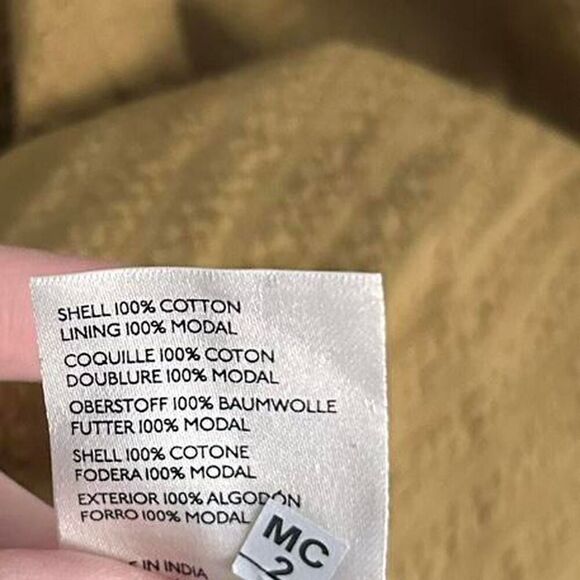 SHELL 100% COTTON
LINING 100% MODAL
COQUILLE 100% COTON
DOUBLURE 100% MODAL
OBERSTOFF 100% BAUMWOLLE
FUTTER 100% MODAL
SHELL 100% COTONE
FODERA 100% MODAL
EXTERIOR 100% ALGODÓN
FORRO 100% MODAL
MC
2
IN INDIA